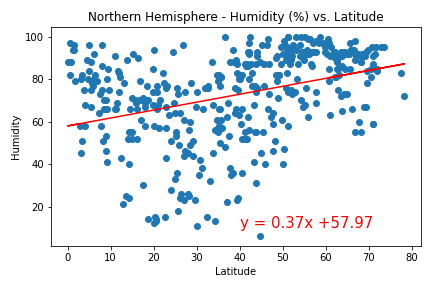 Northern Hemisphere - Humidity (%) vs. Latitude
100
80
60
40
20
Humidity
y = 0.37x +57.97
0 10 20 30 40 50 60 70 80
Latitude